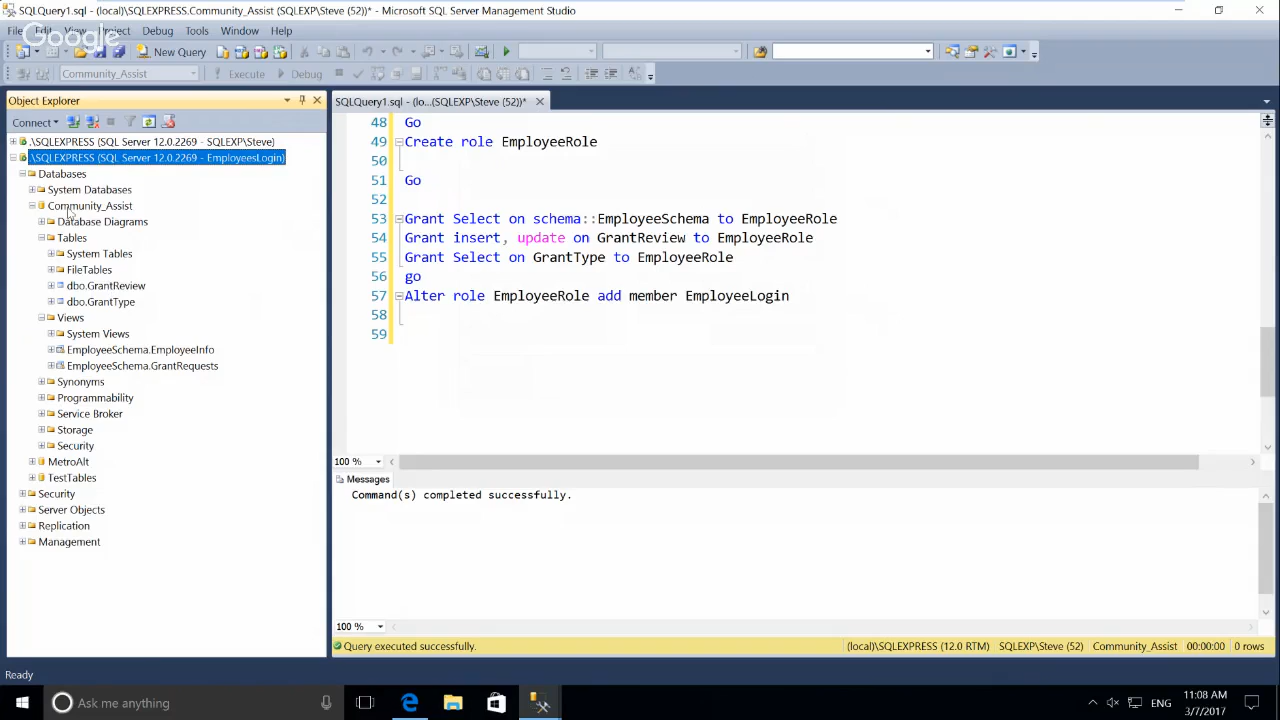 SQLQuery1.sql - (local)\SQLEXPRESS.Community_Assist (SQLEXP\Steve (52))* - Microsoft SQL Server Management Studio
File Edit View Project Debug Tools Window Help
Google
New Query
Community_Assist Execute Debug
Object Explorer
Connect
.\SQLEXPRESS (SQL Server 12.0.2269 - SQLEXP\Steve)
.\SQLEXPRESS (SQL Server 12.0.2269 - EmployeesLogin)
Databases
System Databases
Community_Assist
Database Diagrams
Tables
System Tables
FileTables
dbo.GrantReview
dbo.GrantType
Views
System Views
EmployeeSchema.EmployeeInfo
EmployeeSchema.GrantRequests
Synonyms
Programmability
Service Broker
Storage
Security
MetroAlt
TestTables
Security
Server Objects
Replication
Management
SQLQuery1.sql - (lo...(SQLEXP\Steve (52))*
48 Go
49 Create role EmployeeRole
50
51 Go
52
53 Grant Select on schema::EmployeeSchema to EmployeeRole
54 Grant insert, update on GrantReview to EmployeeRole
55 Grant Select on GrantType to EmployeeRole
56 go
57 Alter role EmployeeRole add member EmployeeLogin
58
59
100 %
Messages
Command(s) completed successfully.
100 %
Query executed successfully. (local)\SQLEXPRESS (12.0 RTM) SQLEXP\Steve (52) Community_Assist 00:00:00 0 rows
Ready
Ask me anything
ENG
11:08 AM
3/7/2017